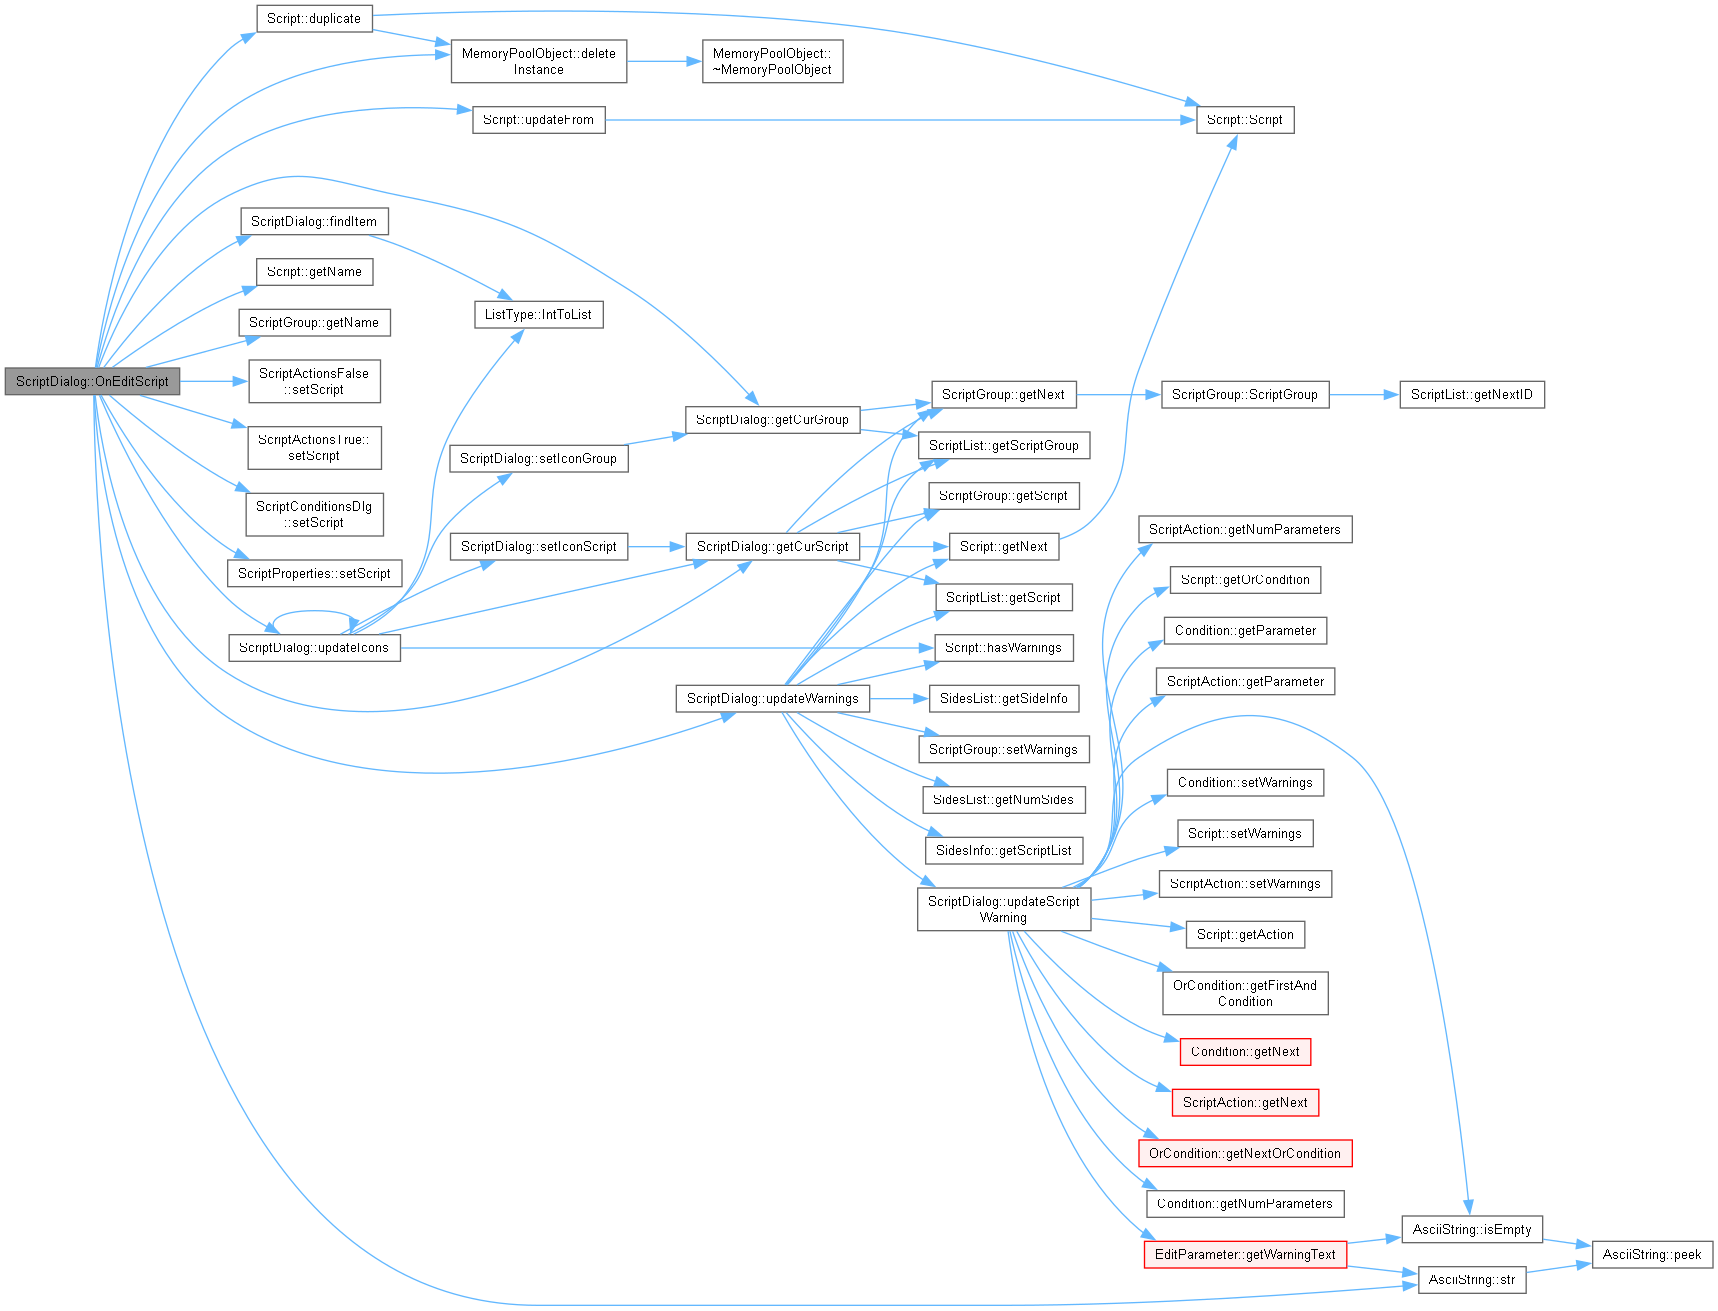 Script::duplicate
MemoryPoolObject::delete
Instance
MemoryPoolObject::
~MemoryPoolObject
Script::updateFrom
Script::Script
ScriptDialog::findItem
Script::getName
ListType::IntToList
ScriptGroup::getName
ScriptDialog::OnEditScript
ScriptActionsFalse
::setScript
ScriptActionsTrue::
setScript
ScriptConditionsDlg
::setScript
ScriptProperties::setScript
ScriptDialog::updateIcons
ScriptDialog::setIconGroup
ScriptDialog::setIconScript
ScriptDialog::getCurGroup
ScriptDialog::getCurScript
ScriptDialog::updateWarnings
ScriptGroup::getNext
ScriptGroup::ScriptGroup
ScriptList::getNextID
ScriptList::getScriptGroup
ScriptGroup::getScript
Script::getNext
ScriptList::getScript
Script::hasWarnings
SidesList::getSideInfo
ScriptGroup::setWarnings
SidesList::getNumSides
SidesInfo::getScriptList
ScriptDialog::updateScript
Warning
ScriptAction::getNumParameters
Script::getOrCondition
Condition::getParameter
ScriptAction::getParameter
Condition::setWarnings
Script::setWarnings
ScriptAction::setWarnings
Script::getAction
OrCondition::getFirstAnd
Condition
Condition::getNext
ScriptAction::getNext
OrCondition::getNextOrCondition
Condition::getNumParameters
EditParameter::getWarningText
AsciiString::isEmpty
AsciiString::str
AsciiString::peek